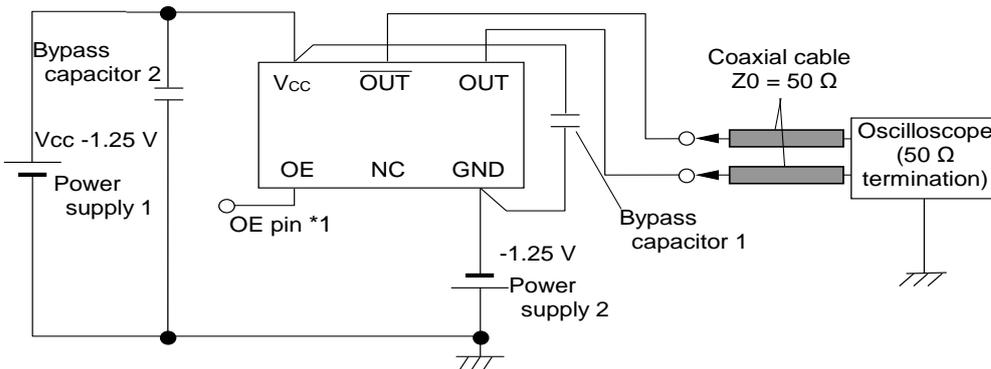 Bypass
capacitor 2
Vcc -1.25 V
Power
supply 1
VCC
OUT
OUT
OE
NC
GND
OE pin *1
-1.25 V
Power
supply 2
Bypass
capacitor 1
Coaxial cable
Z0 = 50 Ω
Oscilloscope
(50 Ω
termination)